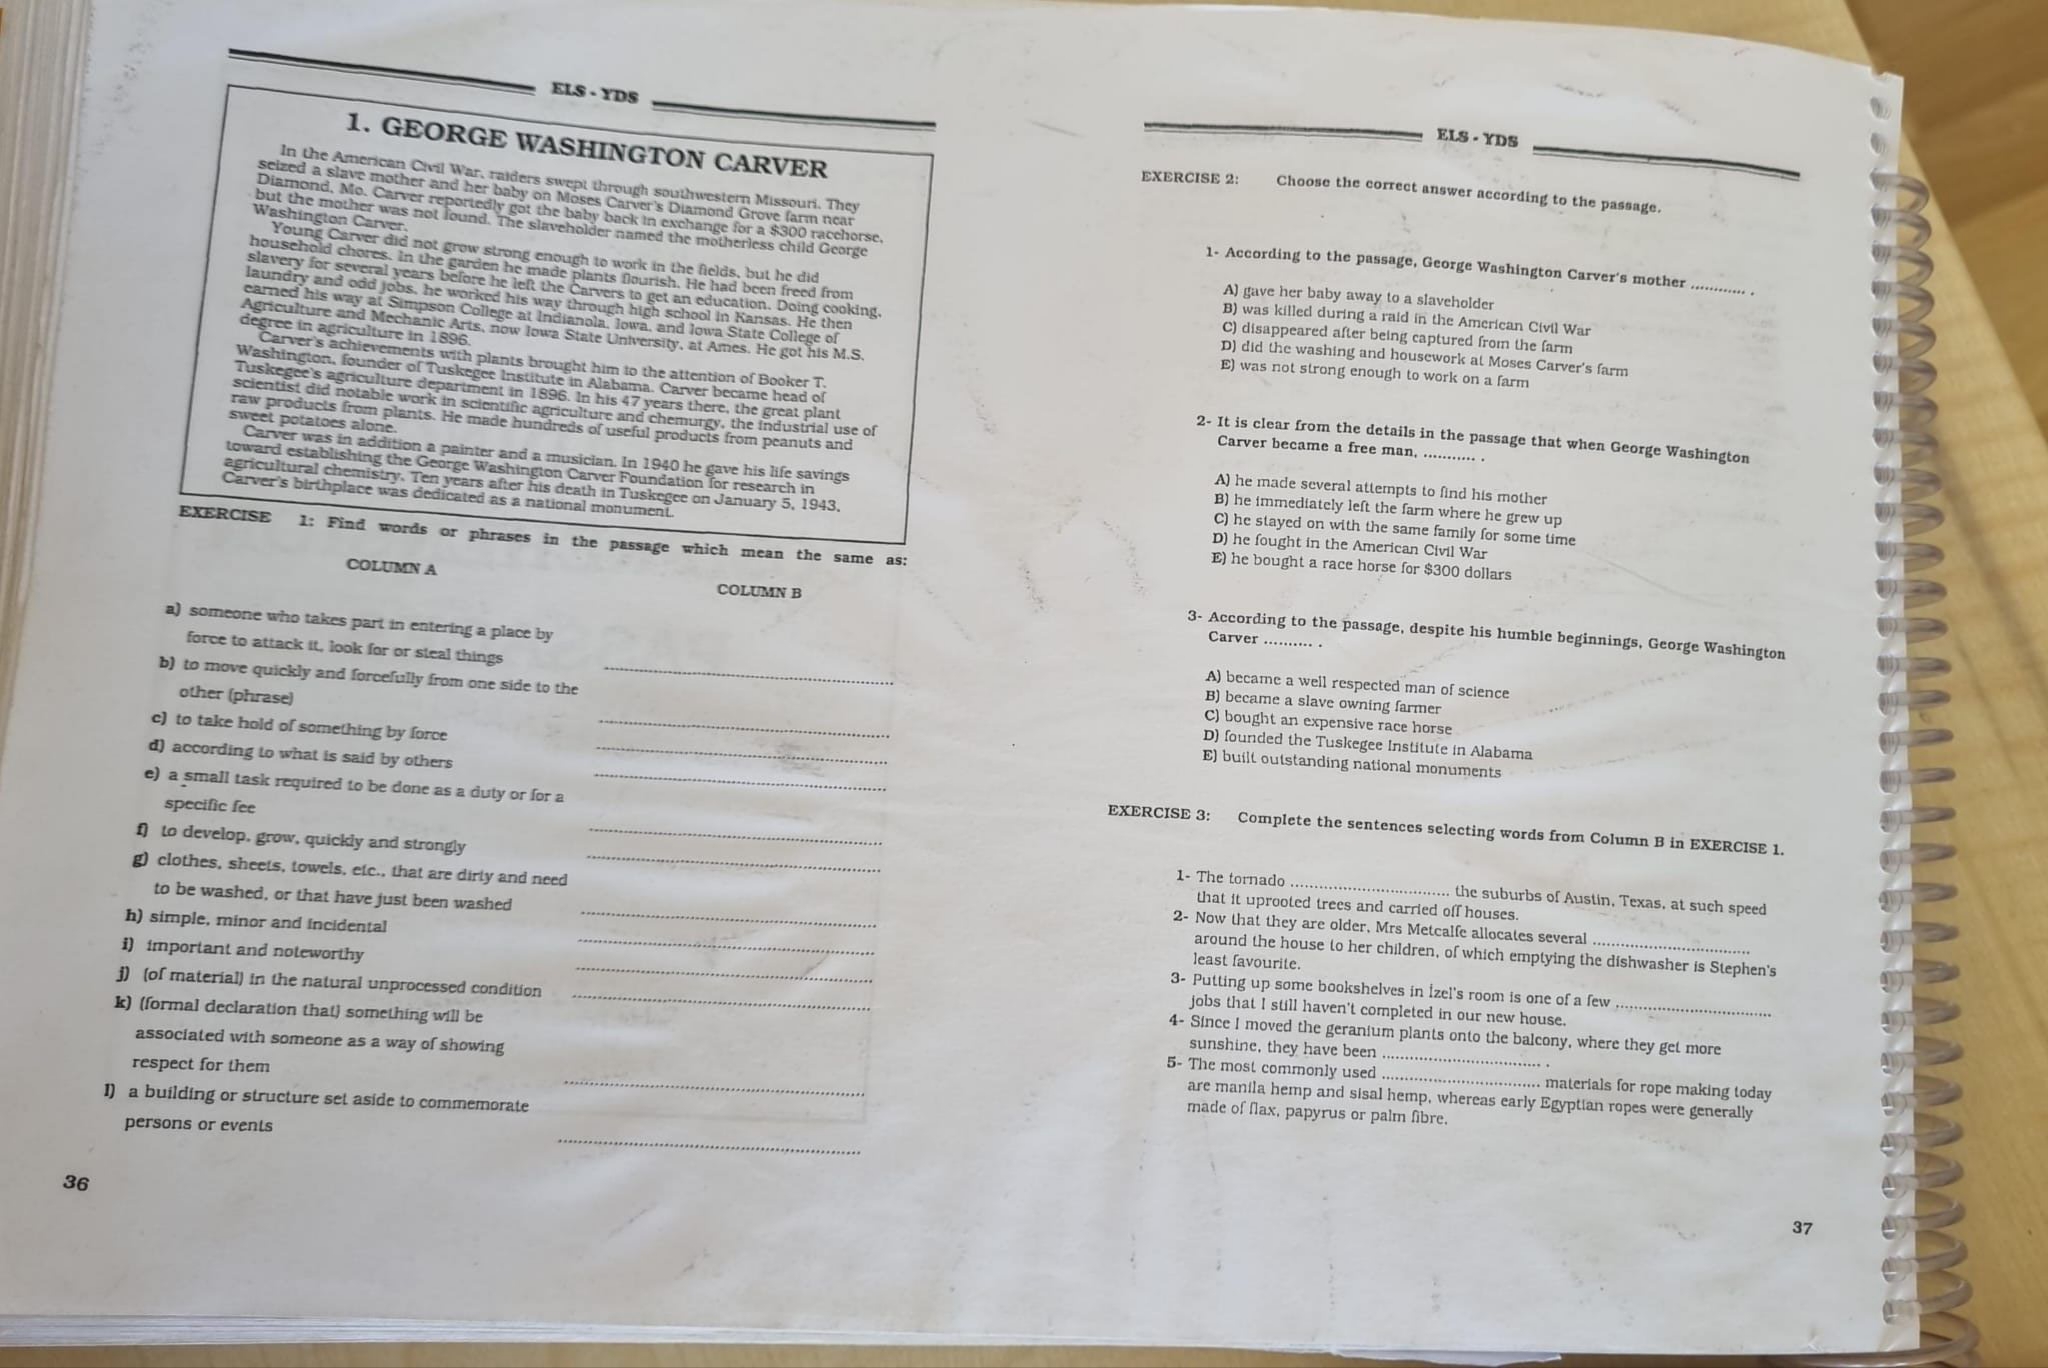 ELS - YDS
1. GEORGE WASHINGTON CARVER
In the American Civil War, raiders swept through southwestern Missouri. They
seized a slave mother and her baby on Moses Carver's Diamond Grove farm near
Diamond, Mo. Carver reportedly got the baby back in exchange for a $300 racehorse,
but the mother was not found. The slaveholder named the motherless child George
Washington Carver.
Young Carver did not grow strong enough to work in the fields, but he did
household chores. In the garden he made plants flourish. He had been freed from
slavery for several years before he left the Carvers to get an education. Doing cooking,
laundry and odd jobs, he worked his way through high school in Kansas. He then
earned his way at Simpson College at Indianola, Iowa, and Iowa State College of
Agriculture and Mechanic Arts, now Iowa State University, at Ames. He got his M.S.
degree in agriculture in 1896.
Carver's achievements with plants brought him to the attention of Booker T.
Washington, founder of Tuskegee Institute in Alabama. Carver became head of
Tuskegee's agriculture department in 1896. In his 47 years there, the great plant
scientist did notable work in scientific agriculture and chemurgy, the industrial use of
raw products from plants. He made hundreds of useful products from peanuts and
sweet potatoes alone.
Carver was in addition a painter and a musician. In 1940 he gave his life savings
toward establishing the George Washington Carver Foundation for research in
agricultural chemistry. Ten years after his death in Tuskegee on January 5, 1943,
Carver's birthplace was dedicated as a national monument.
EXERCISE 1: Find words or phrases in the passage which mean the same as:
COLUMN A
COLUMN B
a) someone who takes part in entering a place by
force to attack it, look for or steal things ..............................
b) to move quickly and forcefully from one side to the
other (phrase) ..............................
c) to take hold of something by force ..............................
d) according to what is said by others ..............................
e) a small task required to be done as a duty or for a
specific fee ..............................
f) to develop, grow, quickly and strongly ..............................
g) clothes, sheets, towels, etc., that are dirty and need
to be washed, or that have just been washed ..............................
h) simple, minor and incidental ..............................
i) important and noteworthy ..............................
j) (of material) in the natural unprocessed condition ..............................
k) (formal declaration that) something will be
associated with someone as a way of showing
respect for them ..............................
l) a building or structure set aside to commemorate
persons or events ..............................
36
ELS - YDS
EXERCISE 2: Choose the correct answer according to the passage.
1- According to the passage, George Washington Carver's mother ............ .
A) gave her baby away to a slaveholder
B) was killed during a raid in the American Civil War
C) disappeared after being captured from the farm
D) did the washing and housework at Moses Carver's farm
E) was not strong enough to work on a farm
2- It is clear from the details in the passage that when George Washington
Carver became a free man, ........... .
A) he made several attempts to find his mother
B) he immediately left the farm where he grew up
C) he stayed on with the same family for some time
D) he fought in the American Civil War
E) he bought a race horse for $300 dollars
3- According to the passage, despite his humble beginnings, George Washington
Carver .......... .
A) became a well respected man of science
B) became a slave owning farmer
C) bought an expensive race horse
D) founded the Tuskegee Institute in Alabama
E) built outstanding national monuments
EXERCISE 3: Complete the sentences selecting words from Column B in EXERCISE 1.
1- The tornado .............................. the suburbs of Austin, Texas, at such speed
that it uprooted trees and carried off houses.
2- Now that they are older, Mrs Metcalfe allocates several ..............................
around the house to her children, of which emptying the dishwasher is Stephen's
least favourite.
3- Putting up some bookshelves in İzel's room is one of a few ..............................
jobs that I still haven't completed in our new house.
4- Since I moved the geranium plants onto the balcony, where they get more
sunshine, they have been .............................. .
5- The most commonly used .............................. materials for rope making today
are manila hemp and sisal hemp, whereas early Egyptian ropes were generally
made of flax, papyrus or palm fibre.
37